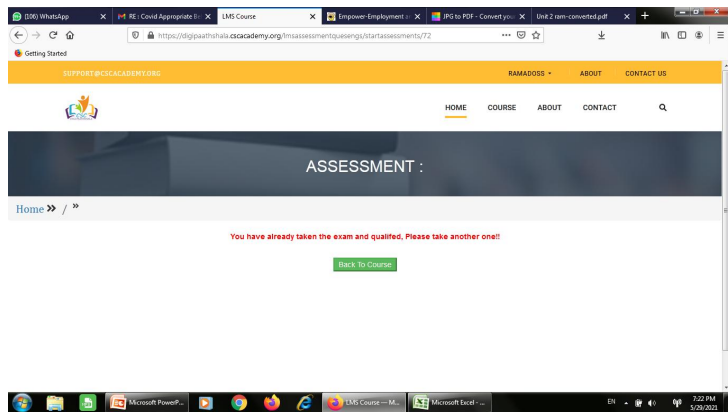 (106) WhatsApp
RE : Covid Appropriate Be
LMS Course
Empower-Employment an
JPG to PDF - Convert your
Unit 2 ram-converted.pdf
https://digipaathshala.cscacademy.org/lmsassessmentquesengs/startassessments/72
Getting Started
SUPPORT@CSCACADEMY.ORG
RAMADOSS
ABOUT
CONTACT US
HOME
COURSE
ABOUT
CONTACT
ASSESSMENT :
Home » / »
You have already taken the exam and qualifed, Please take another one!!
Back To Course
Microsoft PowerP...
LMS Course — M...
Microsoft Excel - ...
EN
7:22 PM
5/29/2021